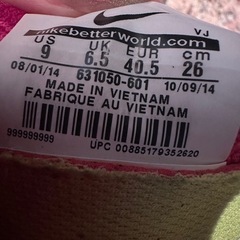 VJ
nikebetterworld.com
US UK EUR cm
9 6.5 40.5 26
08/01/14 631050-601 10/09/14
MADE IN VIETNAM
FABRIQUE AU VIETNAM
999999999
UPC 00885179352620